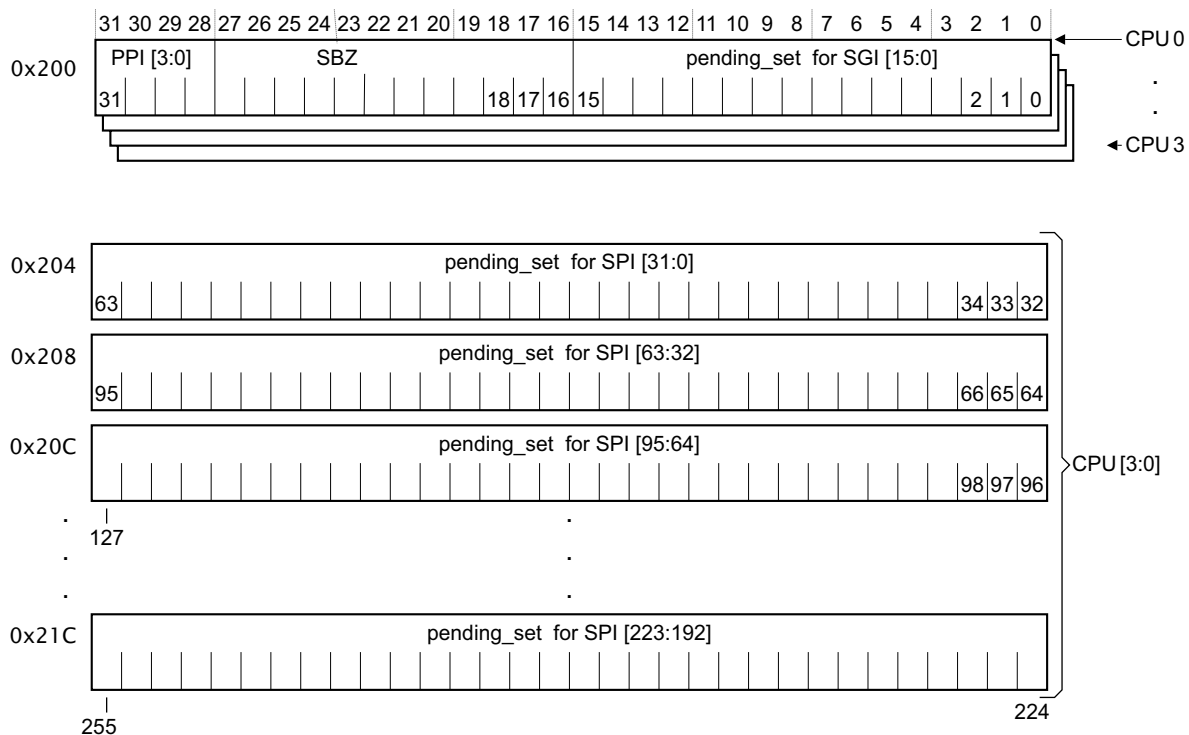 31 30 29 28 27 26 25 24 23 22 21 20 19 18 17 16 15 14 13 12 11 10 9 8 7 6 5 4 3 2 1 0
CPU 0
0x200
PPI [3:0] SBZ pending_set for SGI [15:0]
31 18 17 16 15 2 1 0
.
.
CPU 3
0x204
pending_set for SPI [31:0]
63 34 33 32
0x208
pending_set for SPI [63:32]
95 66 65 64
0x20C
pending_set for SPI [95:64]
98 97 96
CPU [3:0]
. .
127
. .
. .
0x21C
pending_set for SPI [223:192]
255 224